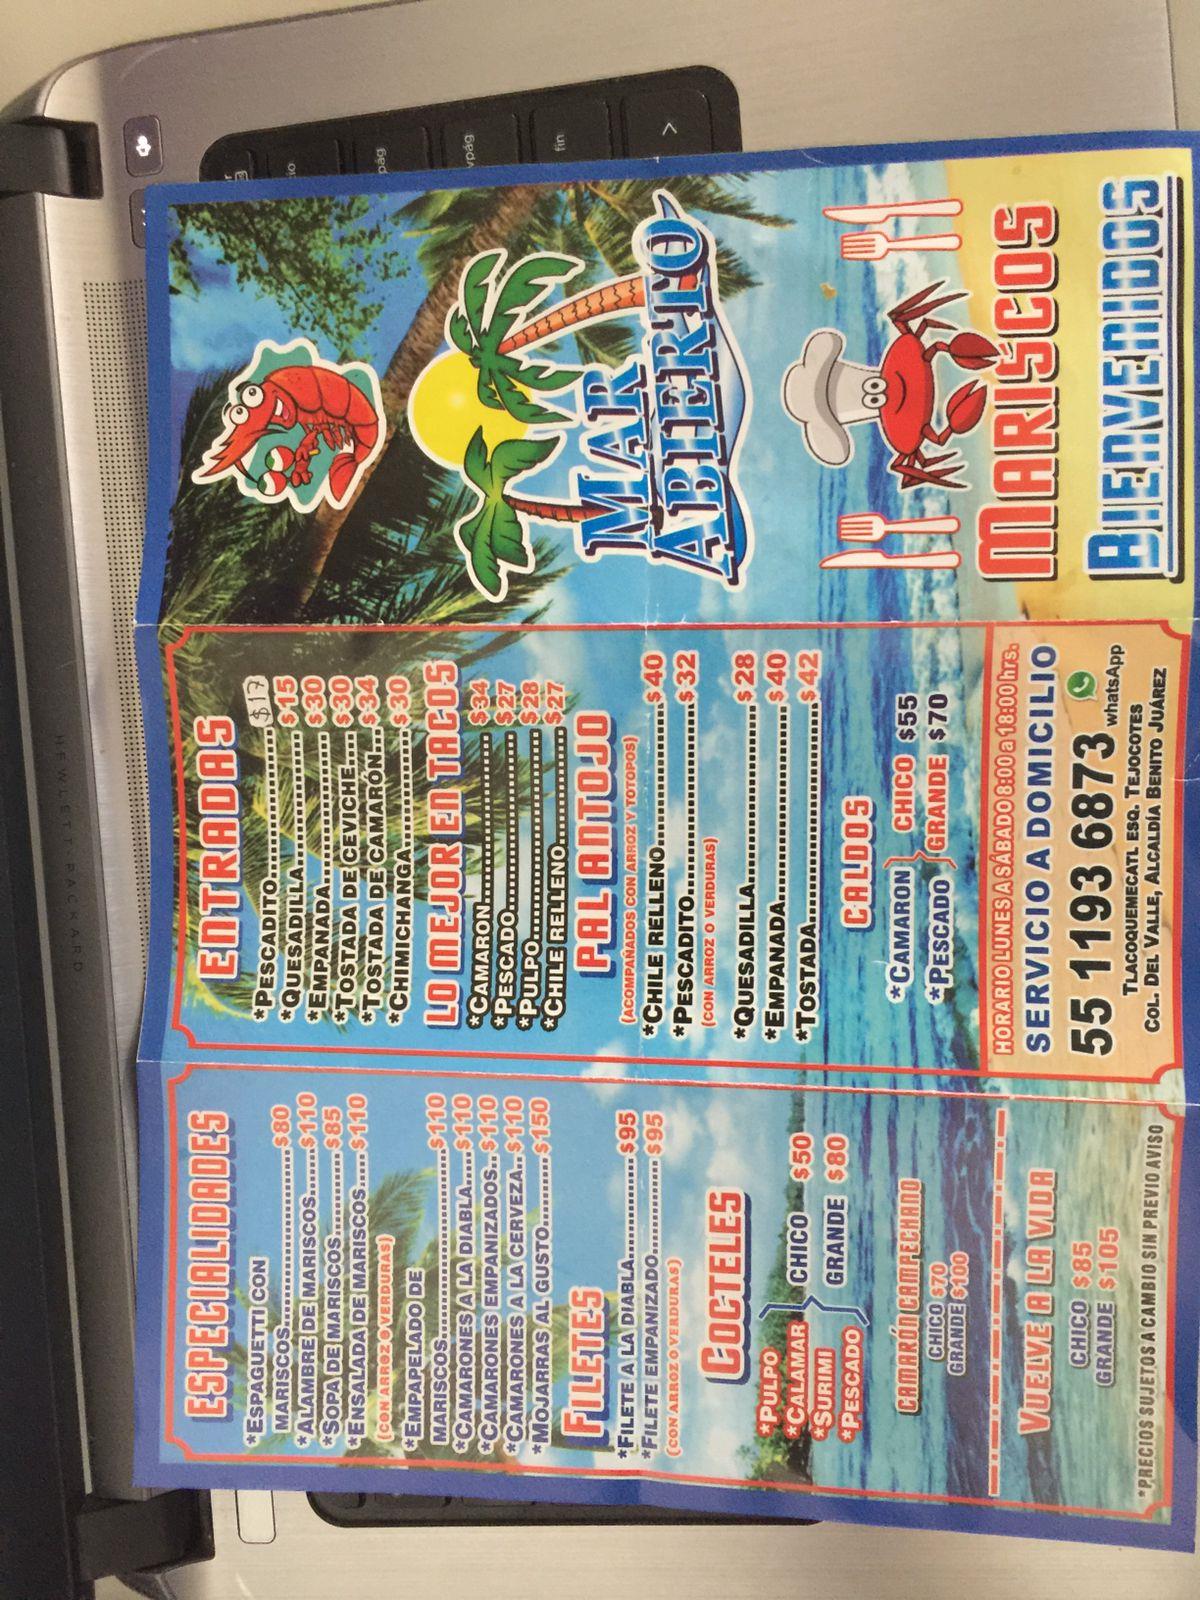 ESPECIALIDADES
*ESPAGUETTI CON
MARISCOS..........$80
*ALAMBRE DE MARISCOS......$110
*SOPA DE MARISCOS..........$85
*ENSALADA DE MARISCOS.....$110
(CON ARROZ O VERDURAS)
*EMPAPELADO DE
MARISCOS..........$110
*CAMARONES A LA DIABLA....$110
*CAMARONES EMPANIZADOS..$110
*CAMARONES A LA CERVEZA..$110
*MOJARRAS AL GUSTO.........$150
FILETES
*FILETE A LA DIABLA..........$95
*FILETE EMPANIZADO..........$95
(CON ARROZ O VERDURAS)
COCTELES
*PULPO
*CALAMAR
*SURIMI
*PESCADO
CHICO $50
GRANDE $80
CAMARÓN CAMPECHANO
CHICO $70
GRANDE $100
VUELVE A LA VIDA
CHICO $85
GRANDE $105
*PRECIOS SUJETOS A CAMBIO SIN PREVIO AVISO
ENTRADAS
*PESCADITO..........$17
*QUESADILLA..........$15
*EMPANADA..........$30
*TOSTADA DE CEVICHE.......$30
*TOSTADA DE CAMARÓN...$34
*CHIMICHANGA..........$30
LO MEJOR EN TACOS
*CAMARON..........$34
*PESCADO..........$27
*PULPO..........$28
*CHILE RELLENO..........$27
PAL ANTOJO
(ACOMPAÑADOS CON ARROZ Y TOTOPOS)
*CHILE RELLENO..........$40
*PESCADITO..........$32
(CON ARROZ O VERDURAS)
*QUESADILLA..........$28
*EMPANADA..........$40
*TOSTADA..........$42
CALDOS
*CAMARON
*PESCADO
CHICO $55
GRANDE $70
HORARIO LUNES A SÁBADO 8:00 a 18:00 hrs.
SERVICIO A DOMICILIO
55 1193 6873 whatsApp
TLACOQUEMECATL ESQ. TEJOCOTES
COL. DEL VALLE, ALCALDÍA BENITO JUÁREZ
MAR
ABIERTO
MARISCOS
BIENVENIDOS
HEWLETT-PACKARD
pág
vpág
fin